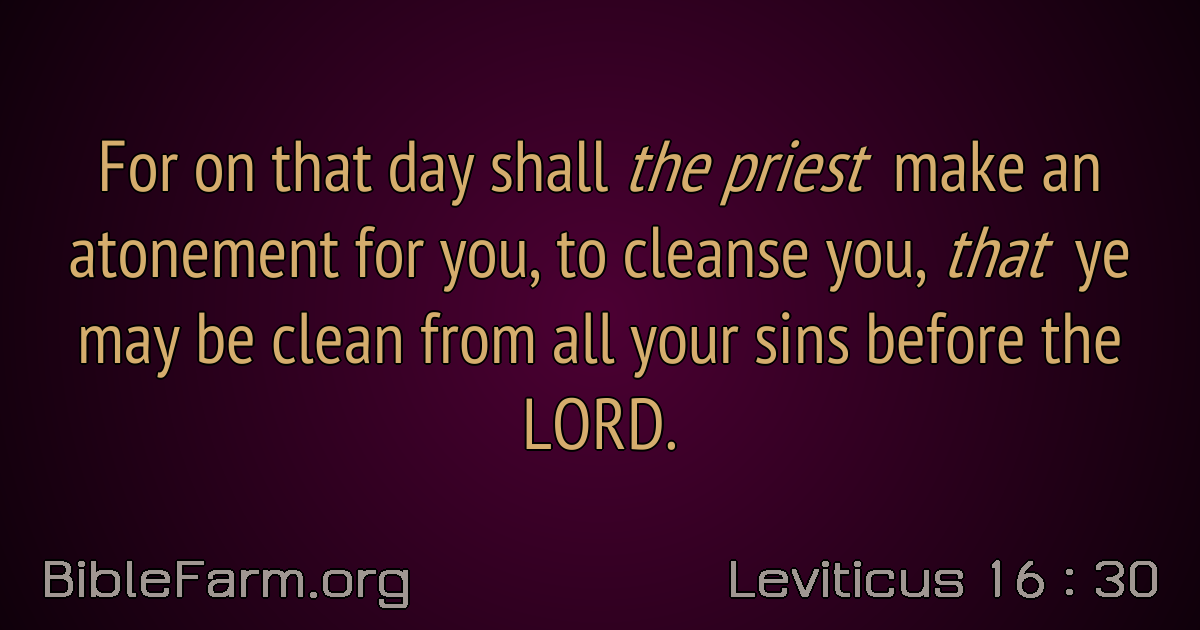 For on that day shall the priest make an
atonement for you, to cleanse you, that ye
may be clean from all your sins before the
LORD.
BibleFarm.org
Leviticus 16 : 30